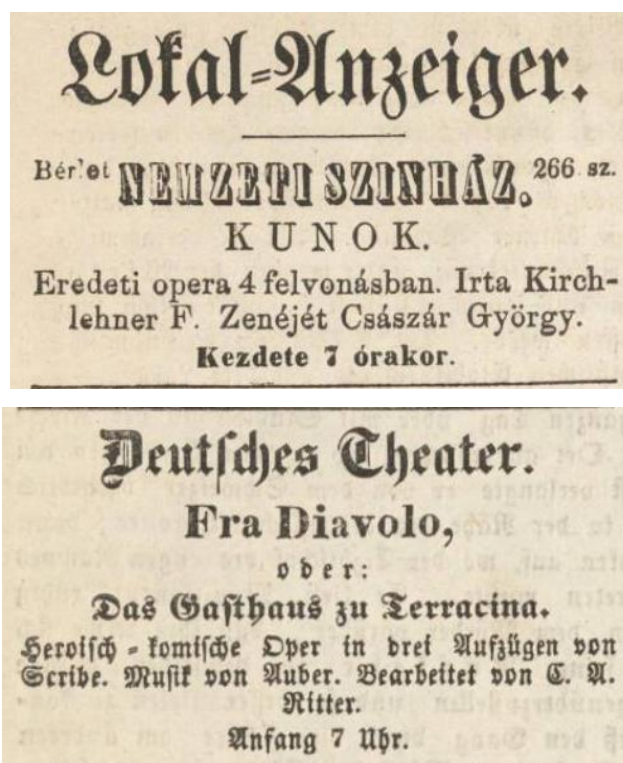 Lokal-Anzeiger.
Bérlet NEMZETI SZINHÁZ. 266 sz.
KUNOK.
Eredeti opera 4 felvonásban. Irta Kirch-
lehner F. Zenéjét Császár György.
Kezdete 7 órakor.
Deutsches Theater.
Fra Diavolo,
oder:
Das Gasthaus zu Terracina.
Heroisch-komische Oper in drei Aufzügen von
Scribe. Musik von Auber. Bearbeitet von C. A.
Ritter.
Anfang 7 Uhr.